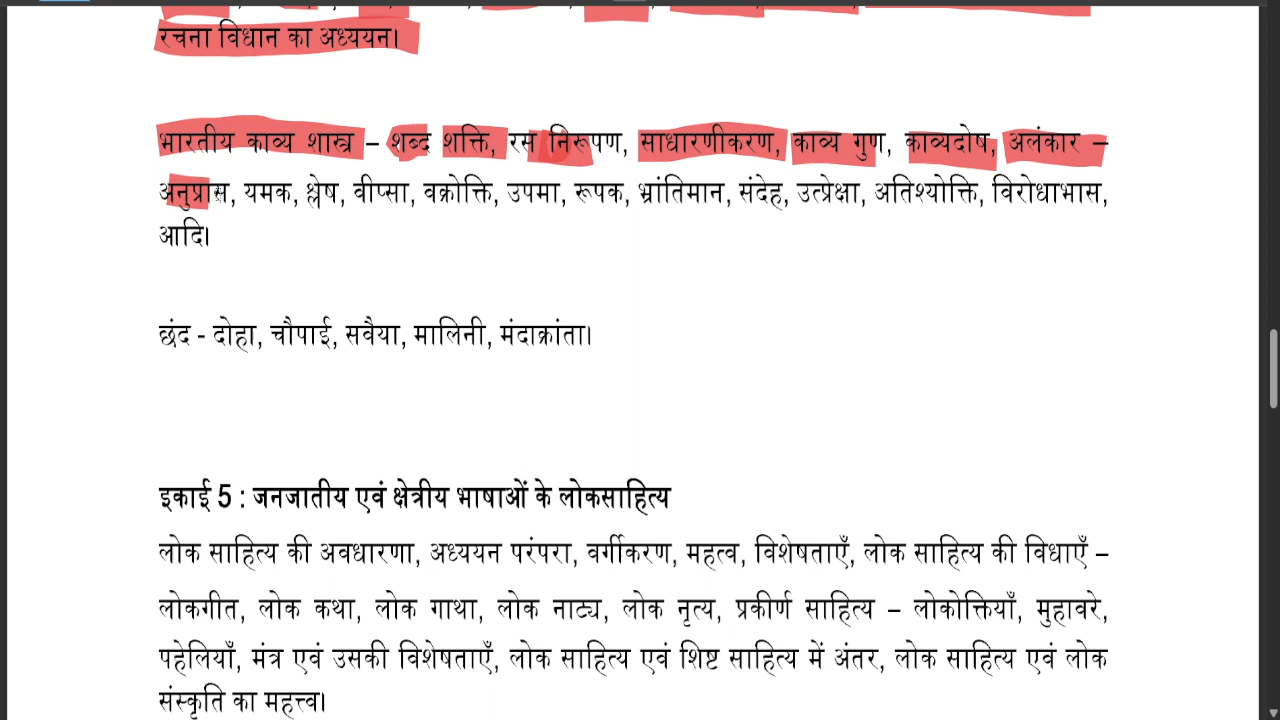 रचना विधान का अध्ययन।
भारतीय काव्य शास्त्र – शब्द शक्ति, रस निरूपण, साधारणीकरण, काव्य गुण, काव्यदोष, अलंकार –
अनुप्रास, यमक, श्लेष, वीप्सा, वक्रोक्ति, उपमा, रूपक, भ्रांतिमान, संदेह, उत्प्रेक्षा, अतिश्योक्ति, विरोधाभास,
आदि।
छंद - दोहा, चौपाई, सवैया, मालिनी, मंदाक्रांता।
इकाई 5 : जनजातीय एवं क्षेत्रीय भाषाओं के लोकसाहित्य
लोक साहित्य की अवधारणा, अध्ययन परंपरा, वर्गीकरण, महत्व, विशेषताएँ, लोक साहित्य की विधाएँ –
लोकगीत, लोक कथा, लोक गाथा, लोक नाट्य, लोक नृत्य, प्रकीर्ण साहित्य – लोकोक्तियाँ, मुहावरे,
पहेलियाँ, मंत्र एवं उसकी विशेषताएँ, लोक साहित्य एवं शिष्ट साहित्य में अंतर, लोक साहित्य एवं लोक
संस्कृति का महत्त्व।